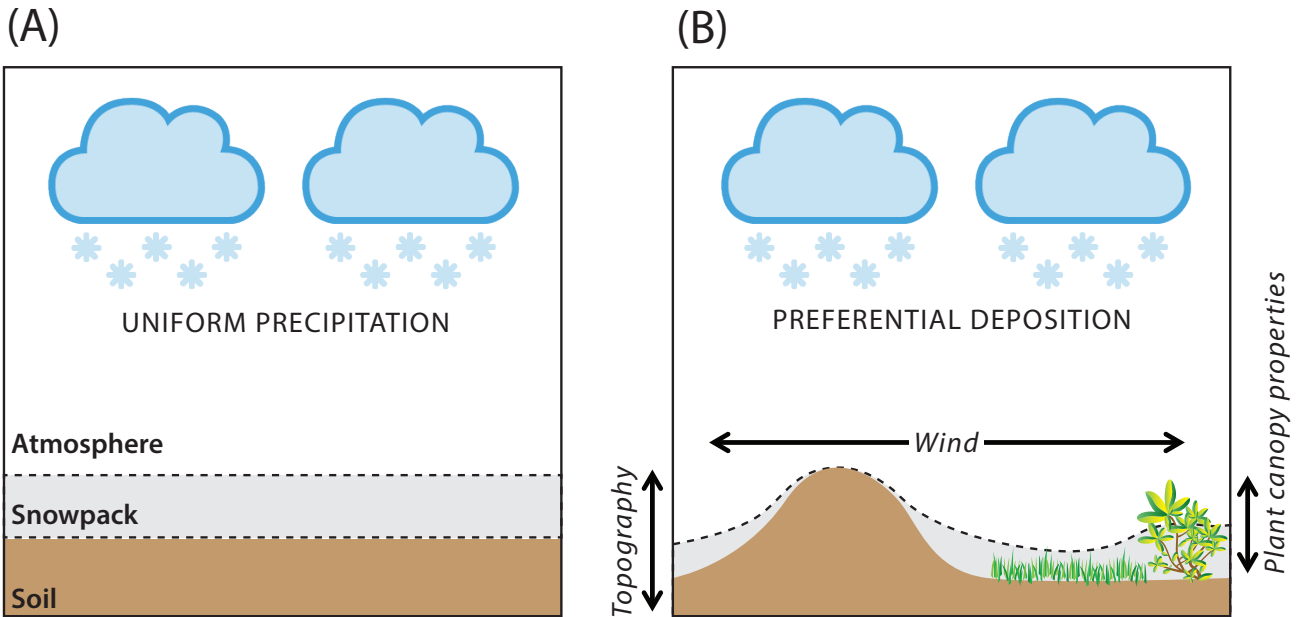 (A)
UNIFORM PRECIPITATION
Atmosphere
Snowpack
Soil
(B)
PREFERENTIAL DEPOSITION
Wind
Topography
Plant canopy properties